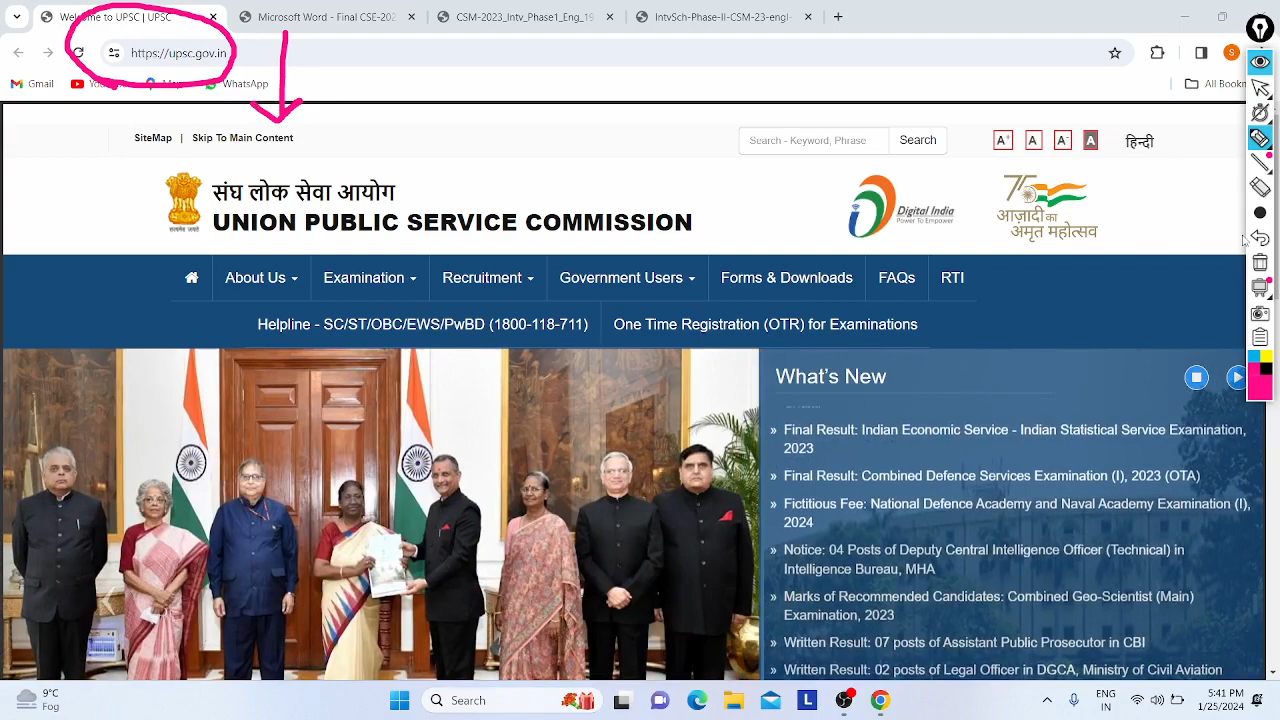 Welcome to UPSC | UPSC
Microsoft Word - FIN-CSE-202
CSM-2023_Int_Phase1_Eng_19
IntvSch-Phase-II-CSM-23
https://upsc.gov.in
Gmail
WhatsApp
All Bookm
SiteMap | Skip To Main Content
Search - Keyword, Phrase
Search
A+ A A- A
हिन्दी
संघ लोक सेवा आयोग
UNION PUBLIC SERVICE COMMISSION
सत्यमेव जयते
Digital India
Power To Empower
75
आज़ादी का
अमृत महोत्सव
About Us
Examination
Recruitment
Government Users
Forms & Downloads
FAQs
RTI
Helpline - SC/ST/OBC/EWS/PwBD (1800-118-711)
One Time Registration (OTR) for Examinations
What's New
» Final Result: Indian Economic Service - Indian Statistical Service Examination,
2023
» Final Result: Combined Defence Services Examination (I), 2023 (OTA)
» Fictitious Fee: National Defence Academy and Naval Academy Examination (I),
2024
» Notice: 04 Posts of Deputy Central Intelligence Officer (Technical) in
Intelligence Bureau, MHA
» Marks of Recommended Candidates: Combined Geo-Scientist (Main)
Examination, 2023
» Written Result: 07 posts of Assistant Public Prosecutor in CBI
» Written Result: 02 posts of Legal Officer in DGCA, Ministry of Civil Aviation
9°C
Fog
Search
ENG
IN
5:41 PM
1/25/2024